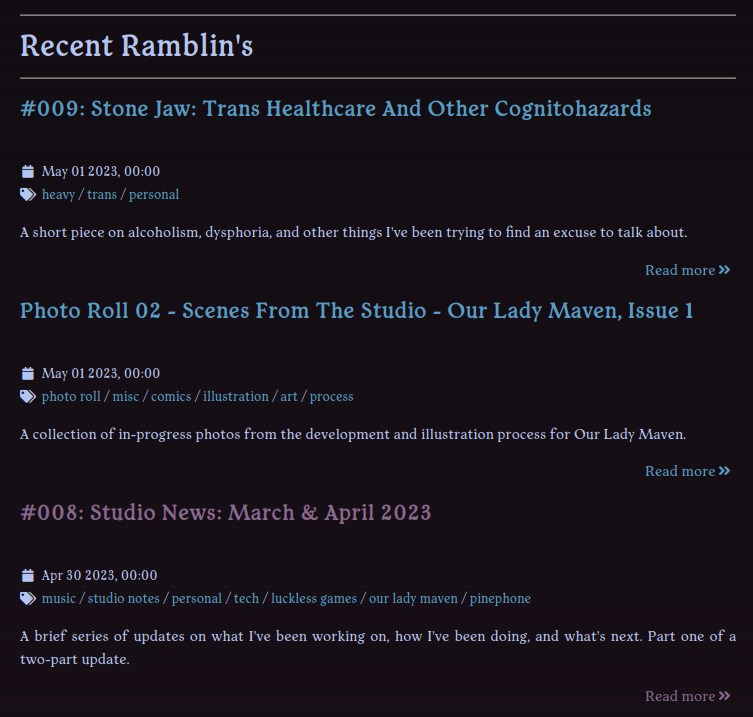 Recent Ramblin's
#009: Stone Jaw: Trans Healthcare And Other Cognitohazards
May 01 2023, 00:00
heavy / trans / personal
A short piece on alcoholism, dysphoria, and other things I've been trying to find an excuse to talk about.
Read more
Photo Roll 02 - Scenes From The Studio - Our Lady Maven, Issue 1
May 01 2023, 00:00
photo roll / misc / comics / illustration / art / process
A collection of in-progress photos from the development and illustration process for Our Lady Maven.
Read more
#008: Studio News: March & April 2023
Apr 30 2023, 00:00
music / studio notes / personal / tech / luckless games / our lady maven / pinephone
A brief series of updates on what I've been working on, how I've been doing, and what's next. Part one of a
two-part update.
Read more